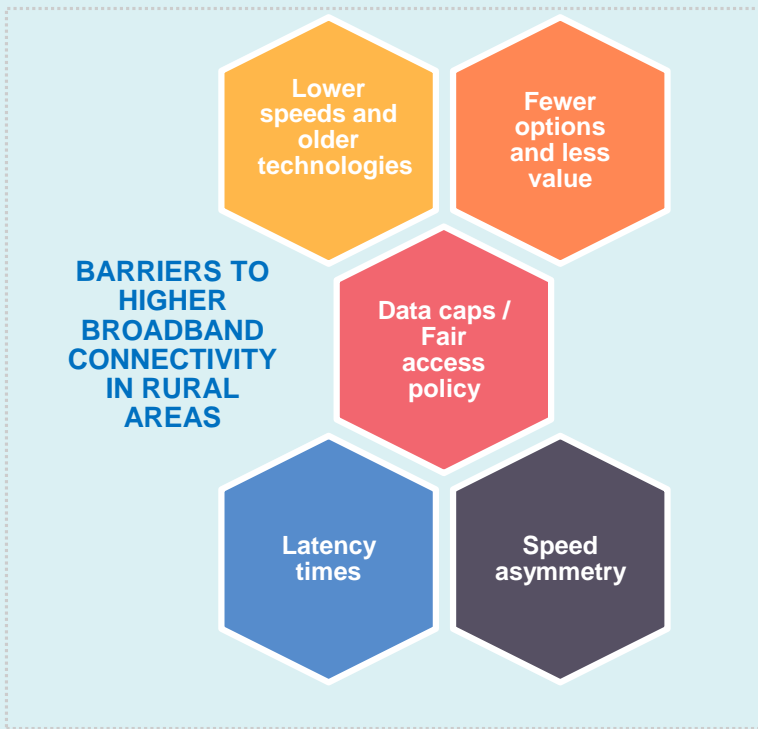 Lower
speeds and
older
technologies
Fewer
options
and less
value
BARRIERS TO
HIGHER
BROADBAND
CONNECTIVITY
IN RURAL
AREAS
Data caps /
Fair
access
policy
Latency
times
Speed
asymmetry